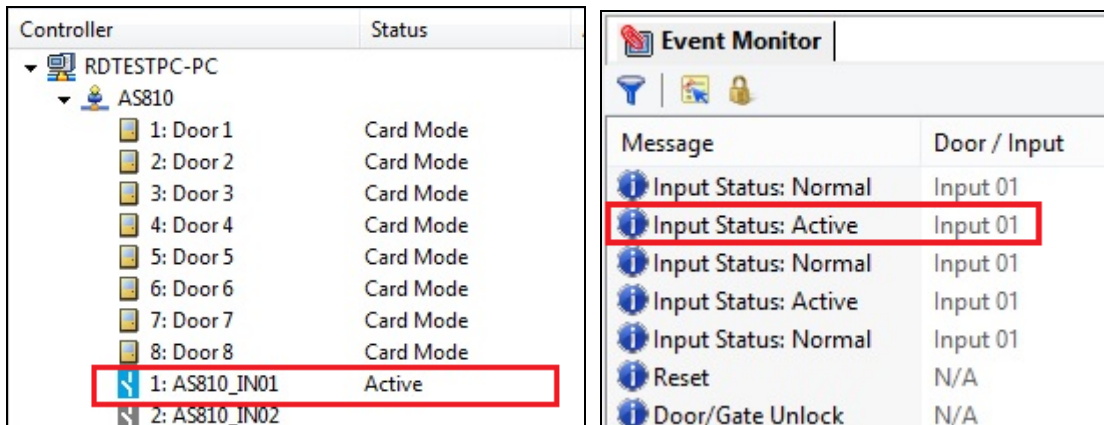 Controller Status
RDTESTPC-PC
AS810
1: Door 1 Card Mode
2: Door 2 Card Mode
3: Door 3 Card Mode
4: Door 4 Card Mode
5: Door 5 Card Mode
6: Door 6 Card Mode
7: Door 7 Card Mode
8: Door 8 Card Mode
1: AS810_IN01 Active
2: AS810_IN02
Event Monitor
Message Door / Input
Input Status: Normal Input 01
Input Status: Active Input 01
Input Status: Normal Input 01
Input Status: Active Input 01
Input Status: Normal Input 01
Reset N/A
Door/Gate Unlock N/A